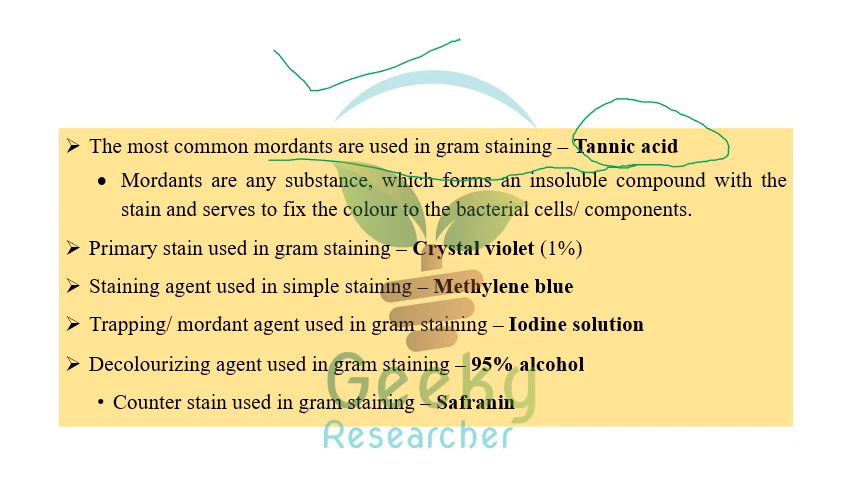 ➢ The most common mordants are used in gram staining – Tannic acid
• Mordants are any substance, which forms an insoluble compound with the
stain and serves to fix the colour to the bacterial cells/ components.
➢ Primary stain used in gram staining – Crystal violet (1%)
➢ Staining agent used in simple staining – Methylene blue
➢ Trapping/ mordant agent used in gram staining – Iodine solution
➢ Decolourizing agent used in gram staining – 95% alcohol
• Counter stain used in gram staining – Safranin
Geekg
Researcher